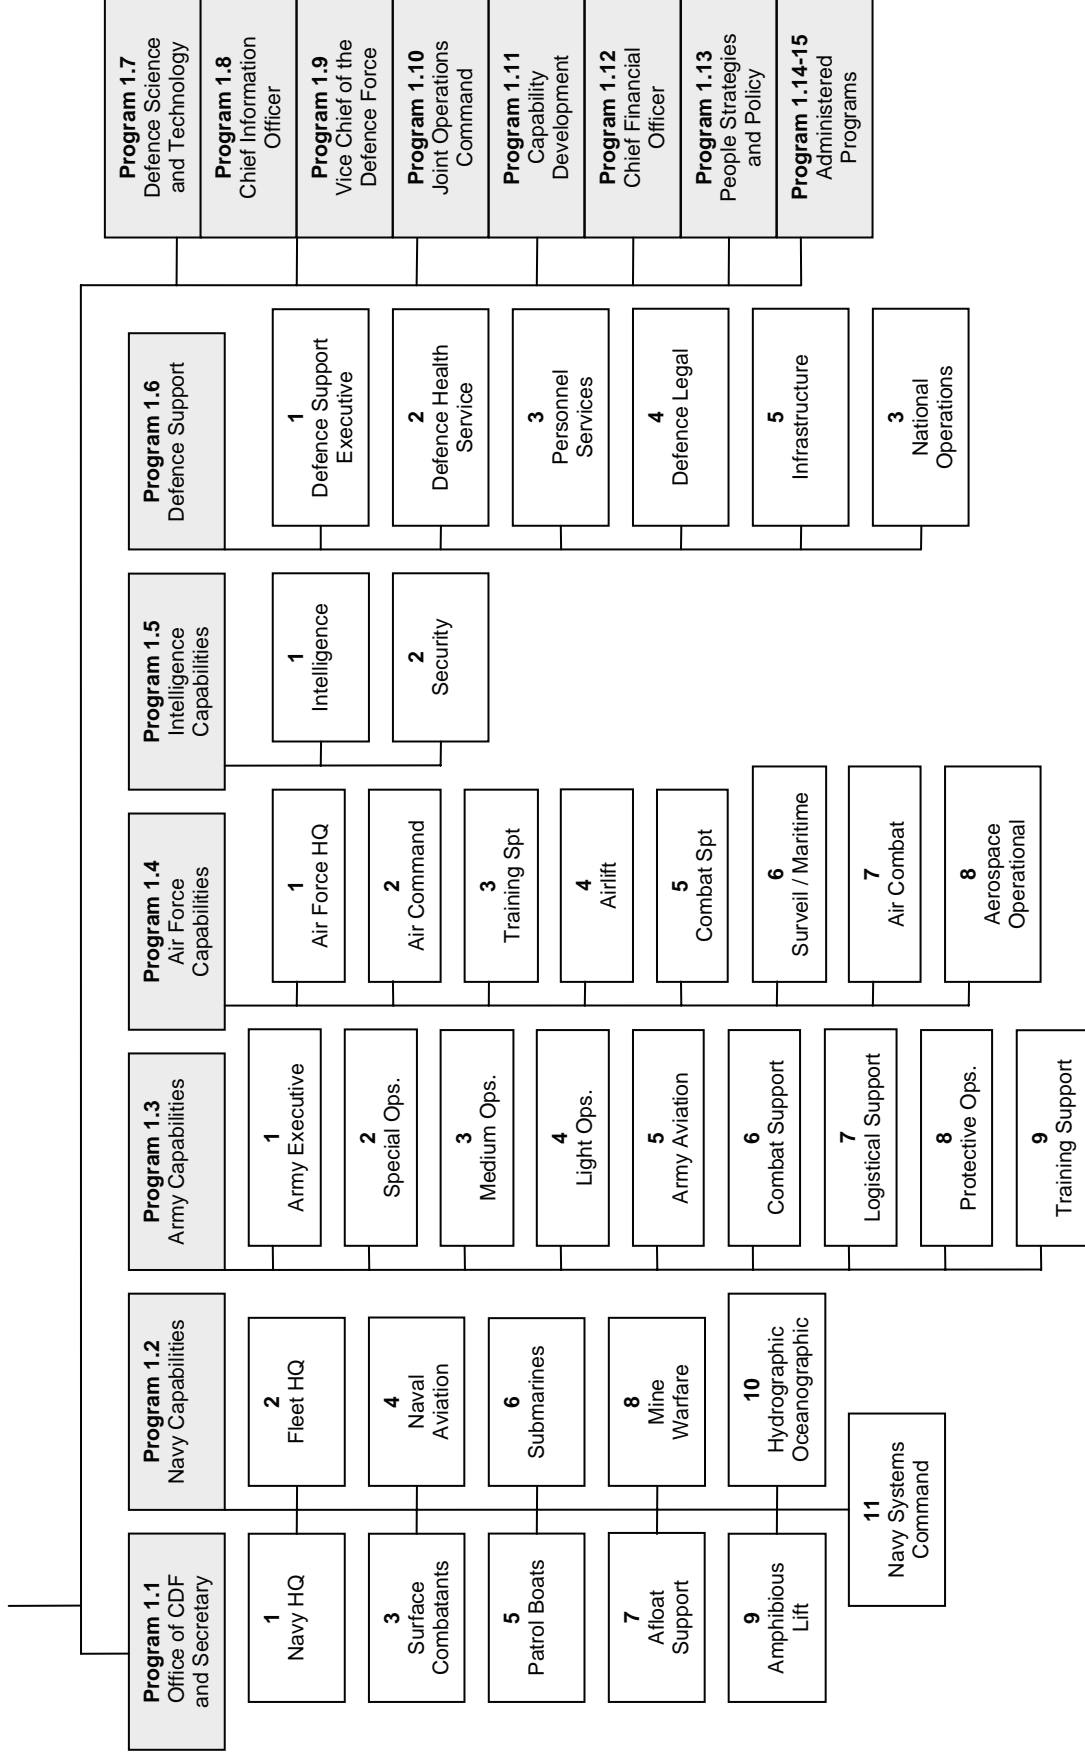 Program 1.1
Office of CDF
and Secretary
Program 1.2
Navy Capabilities
1
Navy HQ
2
Fleet HQ
3
Surface
Combatants
4
Naval
Aviation
5
Patrol Boats
6
Submarines
7
Afloat
Support
8
Mine
Warfare
9
Amphibious
Lift
10
Hydrographic
Oceanographic
11
Navy Systems
Command
Program 1.3
Army Capabilities
1
Army Executive
2
Special Ops.
3
Medium Ops.
4
Light Ops.
5
Army Aviation
6
Combat Support
7
Logistical Support
8
Protective Ops.
9
Training Support
Program 1.4
Air Force
Capabilities
1
Air Force HQ
2
Air Command
3
Training Spt
4
Airlift
5
Combat Spt
6
Surveil / Maritime
7
Air Combat
8
Aerospace
Operational
Program 1.5
Intelligence
Capabilities
1
Intelligence
2
Security
Program 1.6
Defence Support
1
Defence Support
Executive
2
Defence Health
Service
3
Personnel
Services
4
Defence Legal
5
Infrastructure
3
National
Operations
Program 1.7
Defence Science
and Technology
Program 1.8
Chief Information
Officer
Program 1.9
Vice Chief of the
Defence Force
Program 1.10
Joint Operations
Command
Program 1.11
Capability
Development
Program 1.12
Chief Financial
Officer
Program 1.13
People Strategies
and Policy
Program 1.14-15
Administered
Programs